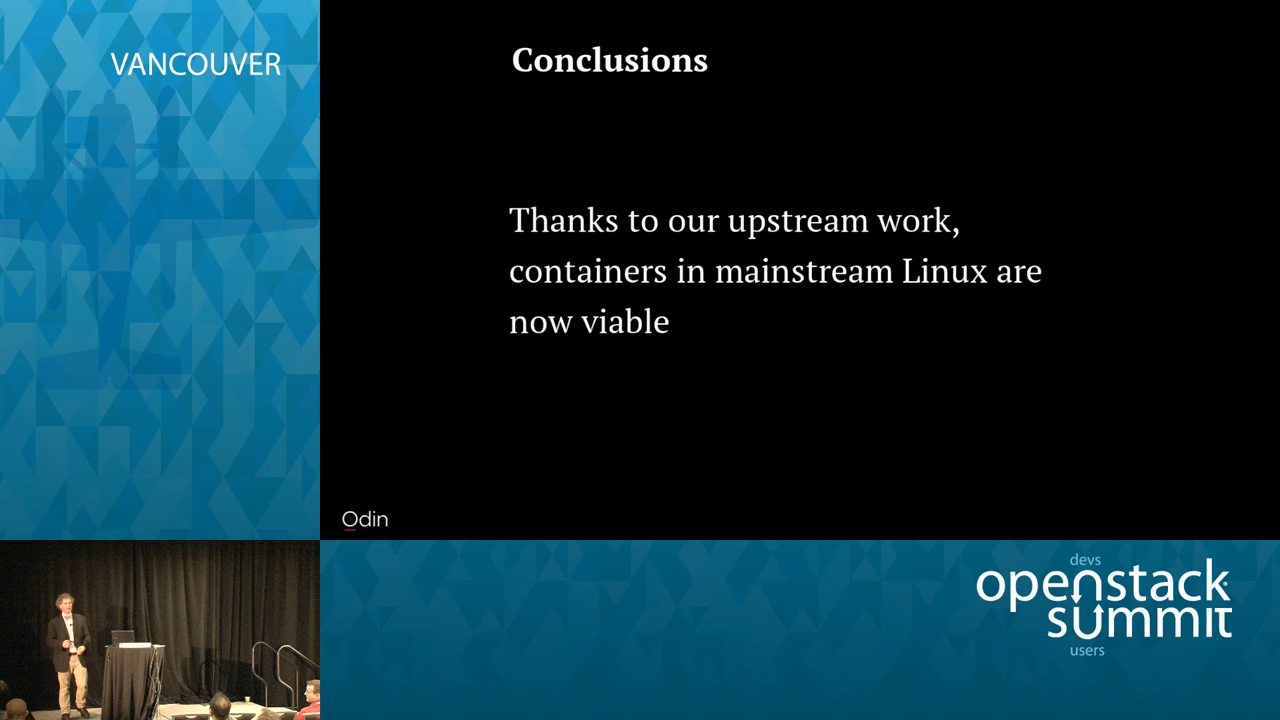 VANCOUVER
Conclusions
Thanks to our upstream work,
containers in mainstream Linux are
now viable
Odin
devs
openstack
summit
users